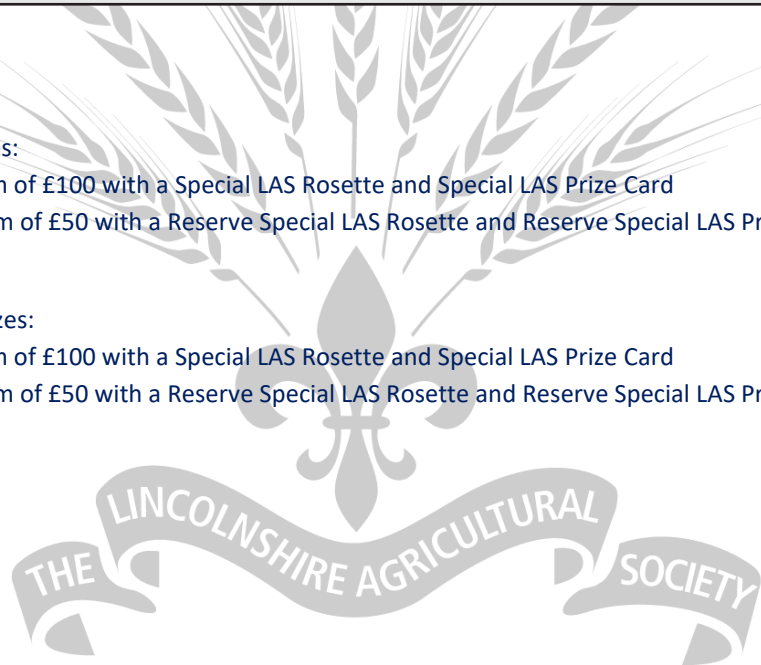 s:
m of £100 with a Special LAS Rosette and Special LAS Prize Card
m of £50 with a Reserve Special LAS Rosette and Reserve Special LAS Pr
zes:
m of £100 with a Special LAS Rosette and Special LAS Prize Card
m of £50 with a Reserve Special LAS Rosette and Reserve Special LAS Pr
THE LINCOLNSHIRE AGRICULTURAL SOCIETY